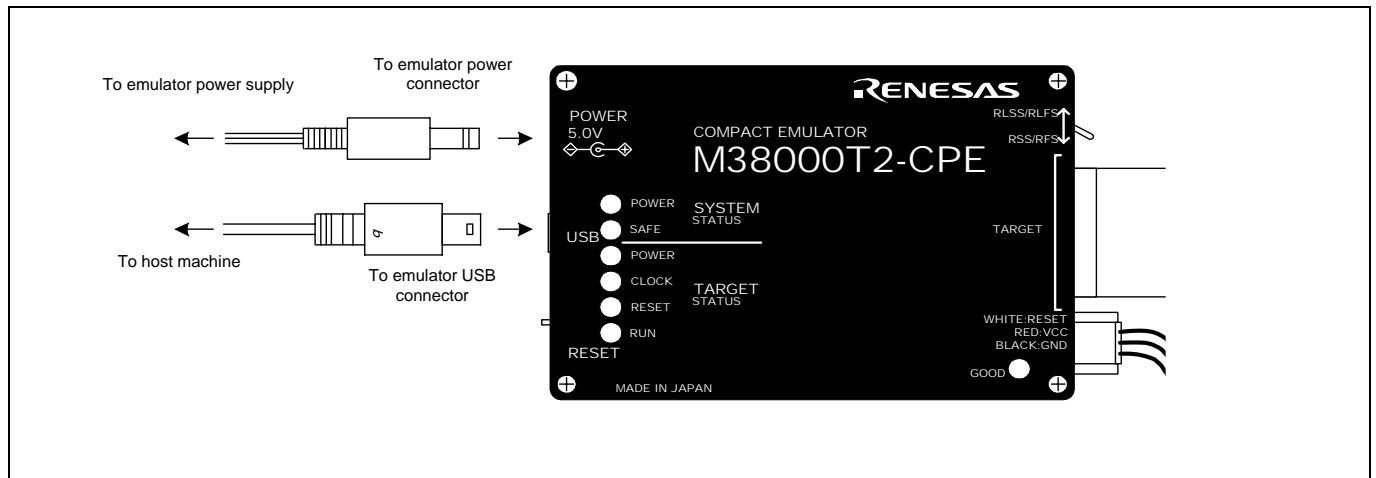 To emulator power supply
To emulator power
connector
To host machine
To emulator USB
connector
RENESAS
POWER
5.0V
COMPACT EMULATOR
M38000T2-CPE
RLSS/RLFS
RSS/RFS
POWER
SAFE
SYSTEM
STATUS
USB
POWER
CLOCK
RESET
RUN
TARGET
STATUS
RESET
TARGET
WHITE:RESET
RED:VCC
BLACK:GND
GOOD
MADE IN JAPAN